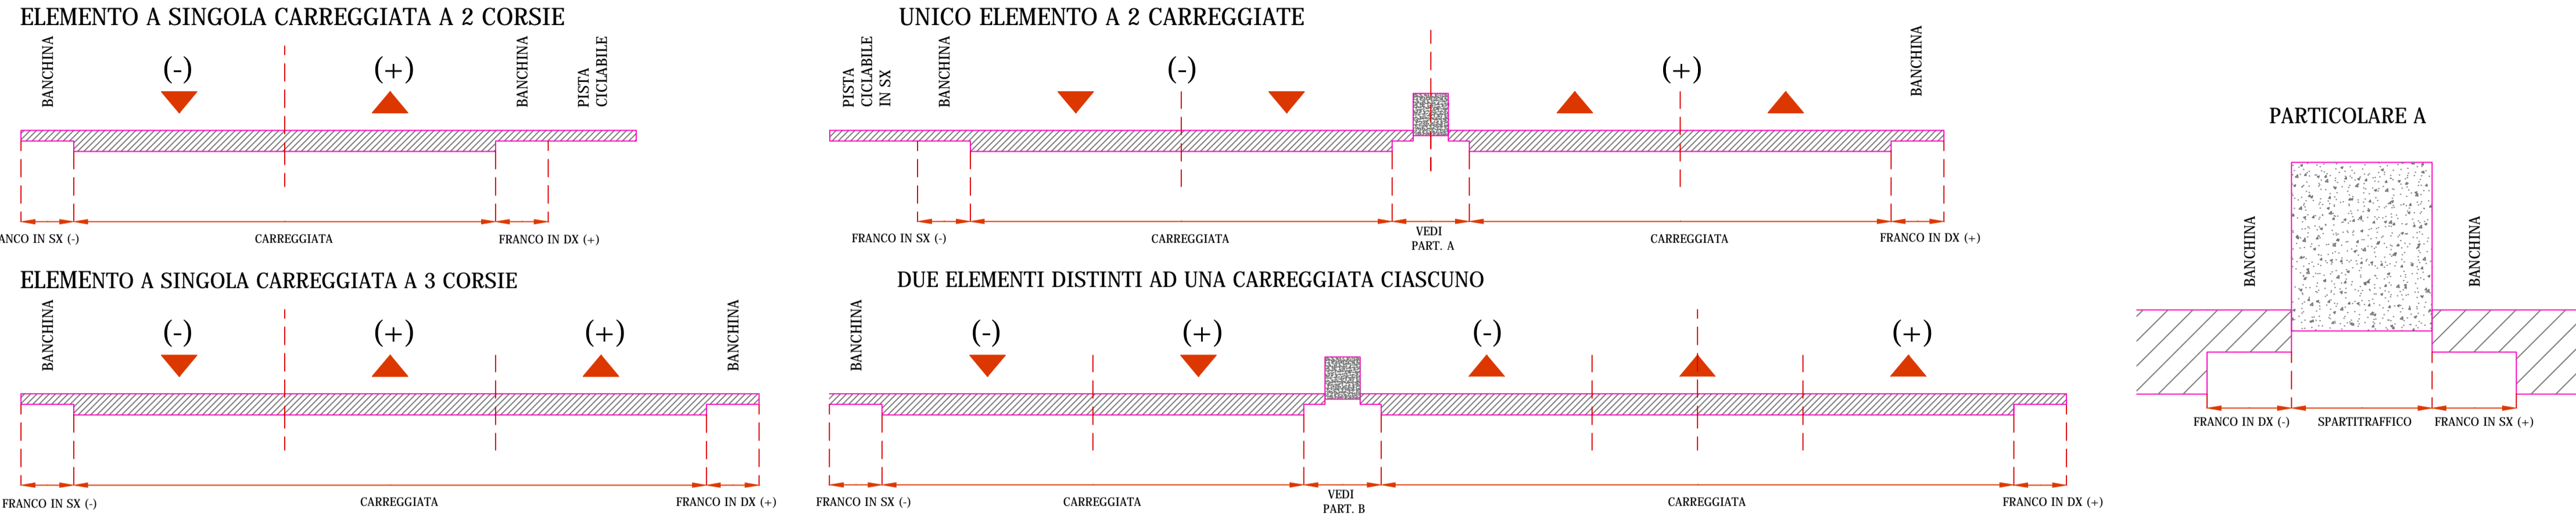 ELEMENTO A SINGOLA CARREGGIATA A 2 CORSIE
BANCHINA
(-)
(+)
BANCHINA
PISTA
CICLABILE
ANCO IN SX (-)
CARREGGIATA
FRANCO IN DX (+)
UNICO ELEMENTO A 2 CARREGGIATE
PISTA
CICLABILE
IN SX
BANCHINA
(-)
(+)
BANCHINA
FRANCO IN SX (-)
CARREGGIATA
VEDI
PART. A
CARREGGIATA
FRANCO IN DX (+)
ELEMENTO A SINGOLA CARREGGIATA A 3 CORSIE
BANCHINA
(-)
(+)
(+)
BANCHINA
FRANCO IN SX (-)
CARREGGIATA
FRANCO IN DX (+)
DUE ELEMENTI DISTINTI AD UNA CARREGGIATA CIASCUNO
BANCHINA
(-)
(+)
(-)
(+)
FRANCO IN SX (-)
CARREGGIATA
VEDI
PART. B
CARREGGIATA
FRANCO IN DX (+)
PARTICOLARE A
BANCHINA
BANCHINA
FRANCO IN DX (-)
SPARTITRAFFICO
FRANCO IN SX (+)